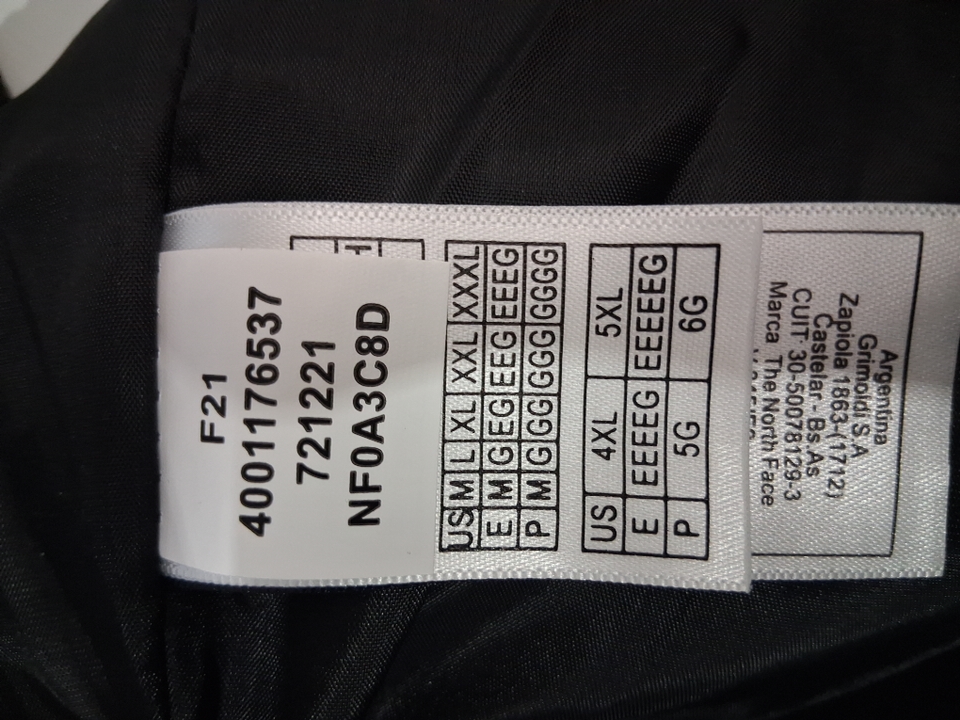 F21
4001176537
721221
NF0A3C8D
US M L XL XXL XXXL
E M G EG EEG EEEG
P M G GG GGG GGGG
US 4XL 5XL
E EEEEG EEEEEG
P 5G 6G
Argentina
Grimoldi S.A
Zapiola 1863-(1712)
Castelar - Bs.As
CUIT 30-50078129-3
Marca The North Face